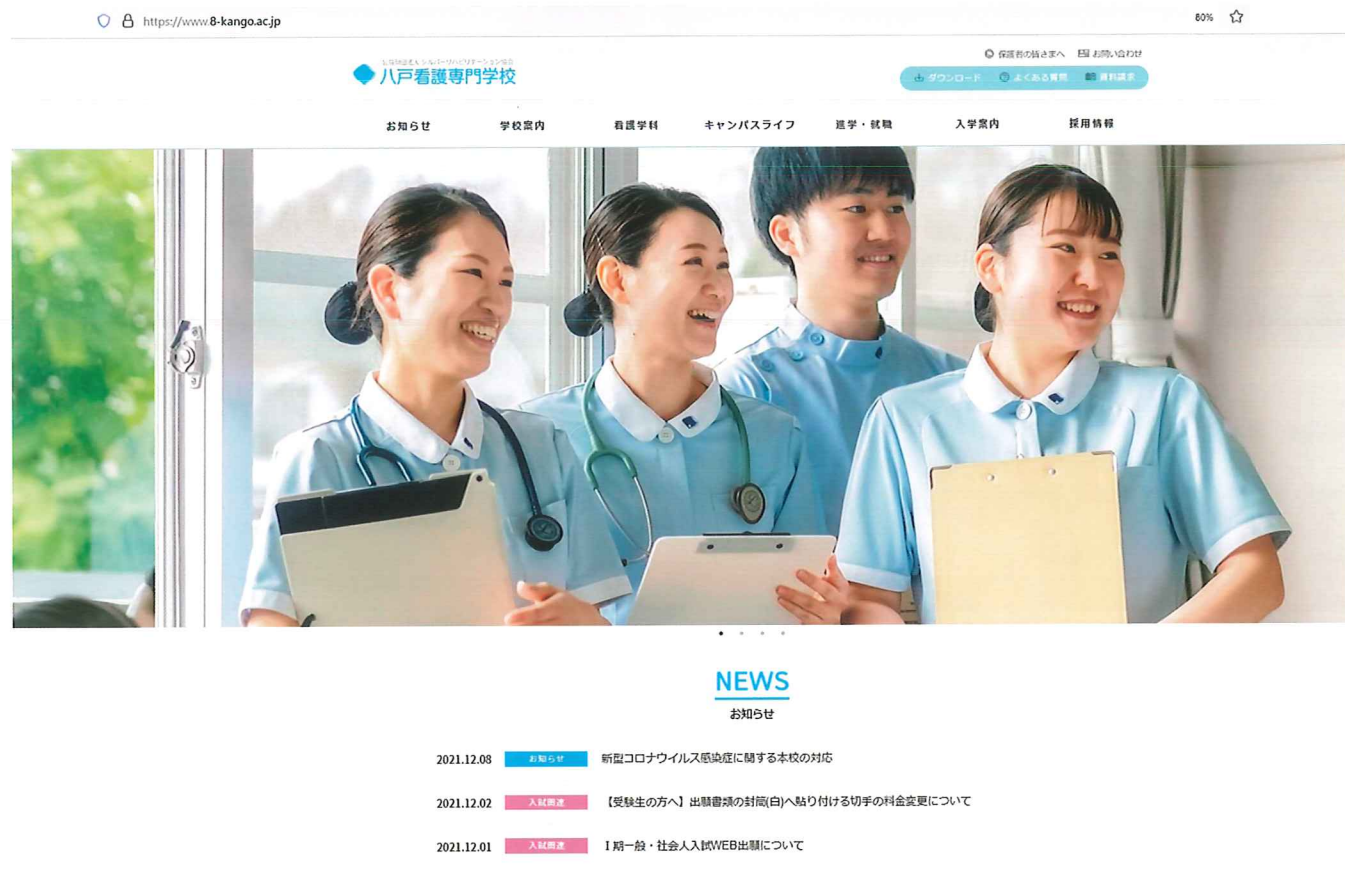 https://www.8-kango.ac.jp
80%
保護者の皆さまへ お問い合わせ
八戸看護専門学校
ダウンロード よくある質問 資料請求
お知らせ 学校案内 看護学科 キャンパスライフ 進学・就職 入学案内 採用情報
NEWS
お知らせ
2021.12.08 お知らせ 新型コロナウイルス感染症に関する本校の対応
2021.12.02 入試関連 【受験生の方へ】出願書類の封筒(白)へ貼り付ける切手の料金変更について
2021.12.01 入試関連 Ⅰ期一般・社会人入試WEB出願について